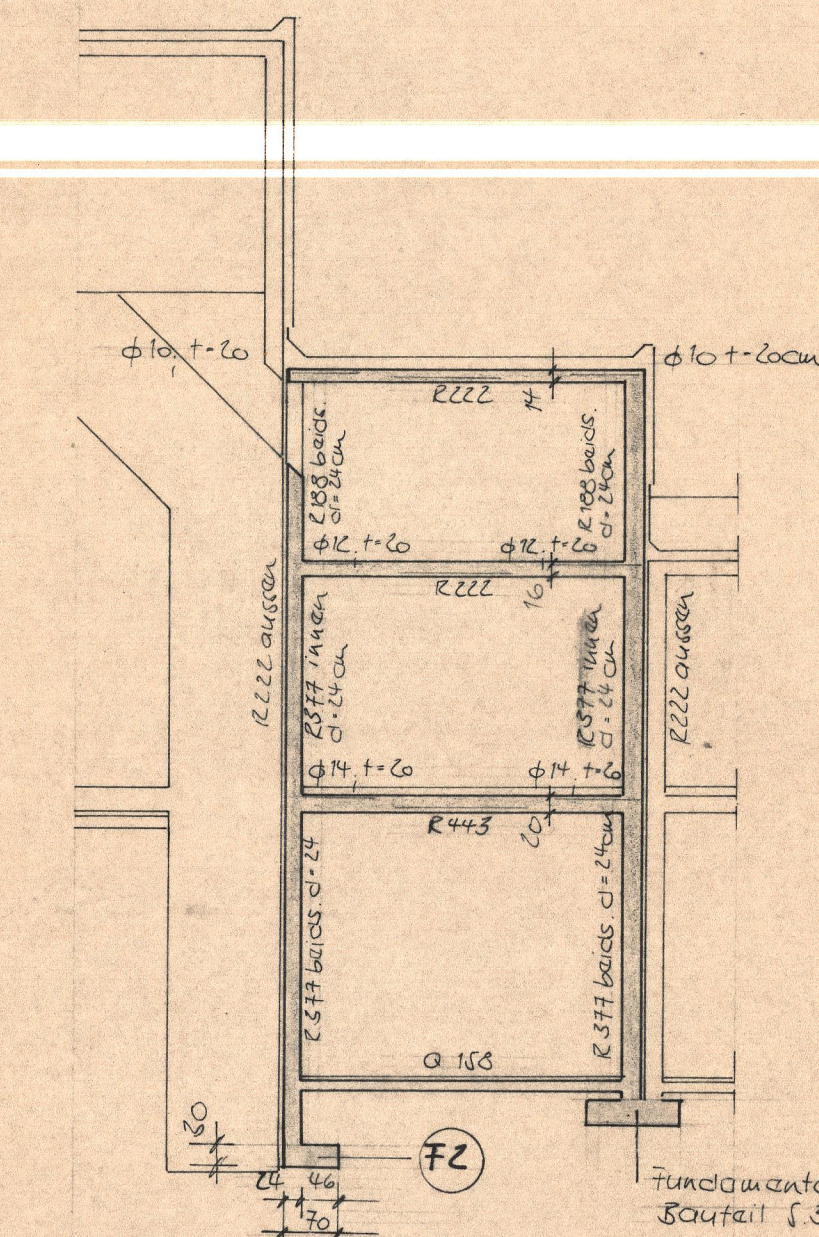 ϕ10, t=20
ϕ10 t=20cm
R222
14
R188 beids.
d=24cm
R188 beids.
d=24cm
ϕ12. t=20
ϕ12. t=20
R222
16
R222 aussen
R377 innen
d=24cm
R377 innen
d=24cm
R222 aussen
ϕ14. t=20
ϕ14. t=20
R443
20
R377 beids. d=24
R377 beids. d=24cm
Q 158
30
F2
24 46
70
Fundamente
Bauteil S.3